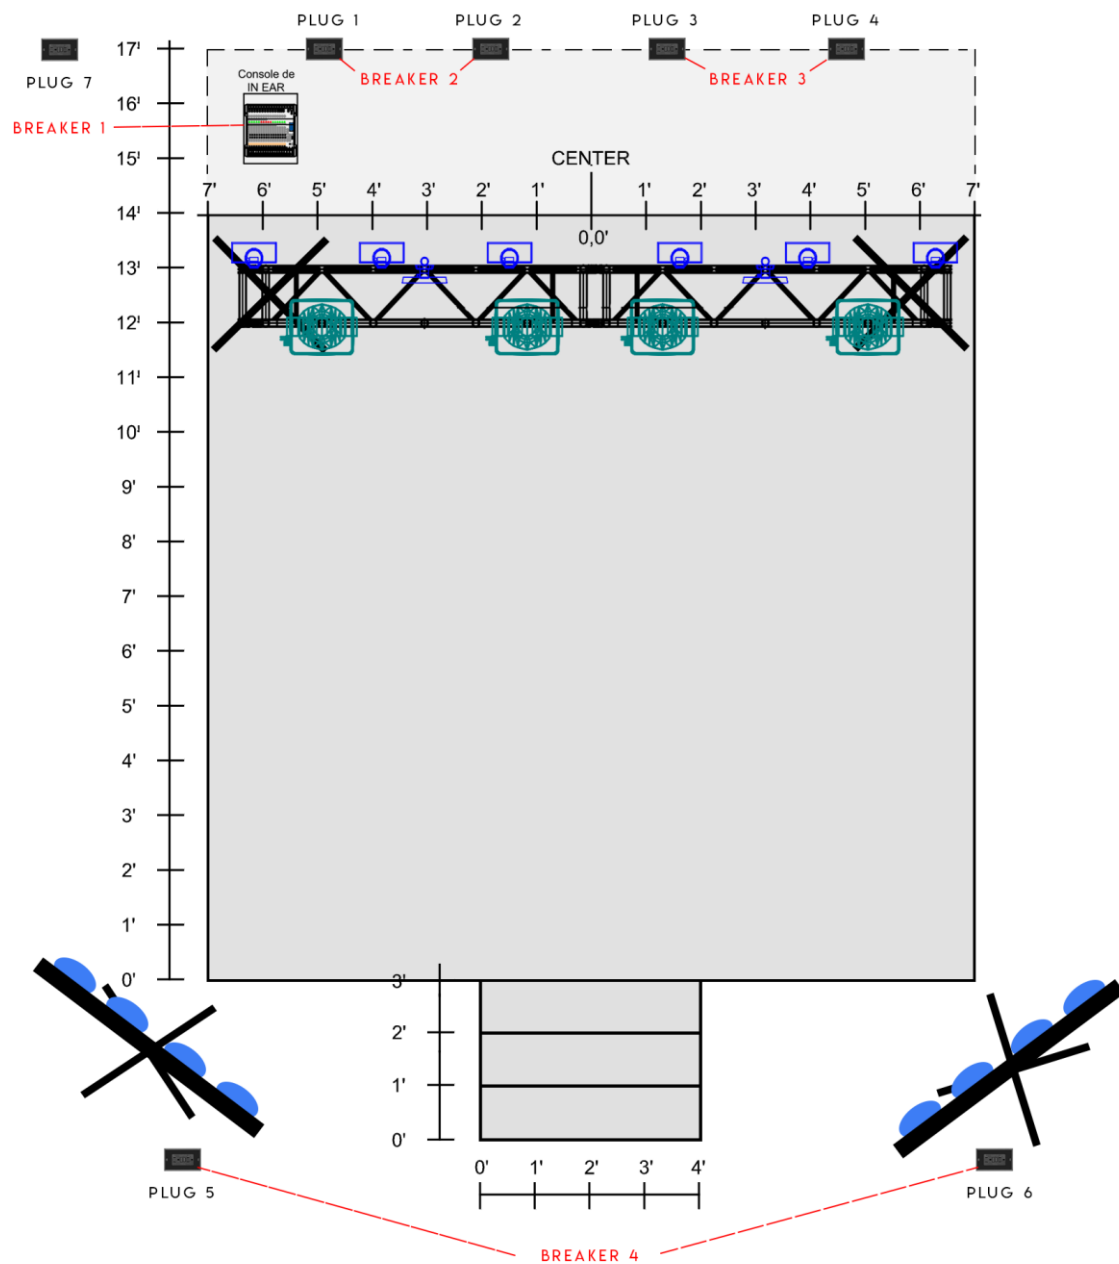 PLUG 1
PLUG 2
PLUG 3
PLUG 4
17'
PLUG 7
BREAKER 2
BREAKER 3
Console de
IN EAR
16'
BREAKER 1
15'
CENTER
7' 6' 5' 4' 3' 2' 1' 1' 2' 3' 4' 5' 6' 7'
14'
0,0'
13'
12'
11'
10'
9'
8'
7'
6'
5'
4'
3'
2'
1'
0'
3'
2'
1'
0'
0' 1' 2' 3' 4'
PLUG 5
PLUG 6
BREAKER 4